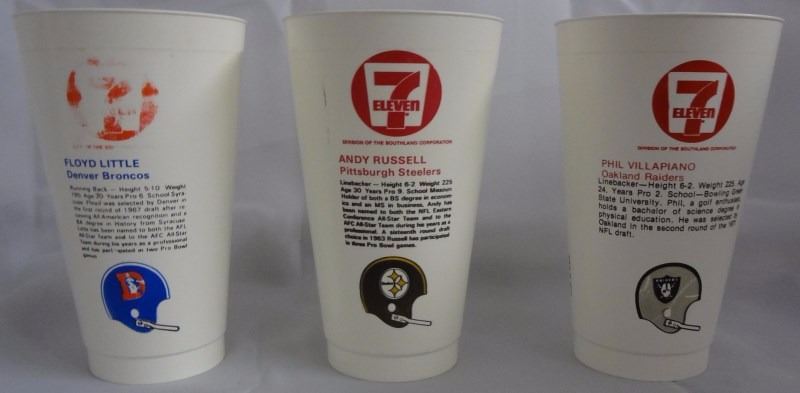 FLOYD LITTLE
Denver Broncos
Running Back — Height 5-10 Weight
195 Age 30 Years Pro 6. School Syra-
cuse Floyd was selected by Denver in
the first round of 1967 draft after re-
ceiving All-American recognition and a
BA degree in History from Syracuse
Little has been named to both the AFL
All-Star Team and to the AFC All-Star
Team during his years as a professional
and has participated in two Pro Bowl
games
D
7
ELEVEN
DIVISION OF THE SOUTHLAND CORPORATION
ANDY RUSSELL
Pittsburgh Steelers
Linebacker — Height 6-2 Weight 225
Age 30 Years Pro 9. School Missouri
Holder of both a BS degree in econom
ics and an MS in business, Andy has
been named to both the NFL Eastern
Conference All-Star Team and to the
AFC All-Star Team during his years as a
professional. A sixteenth round draft
choice in 1963 Russell has participated
in three Pro Bowl games.
7
ELEVEN
DIVISION OF THE SOUTHLAND CORPORATION
PHIL VILLAPIANO
Oakland Raiders
Linebacker—Height 6-2. Weight 225. Age
24. Years Pro 2. School—Bowling Green
State University. Phil, a golf enthusiast,
holds a bachelor of science degree in
physical education. He was selected by
Oakland in the second round of the 1971
NFL draft.